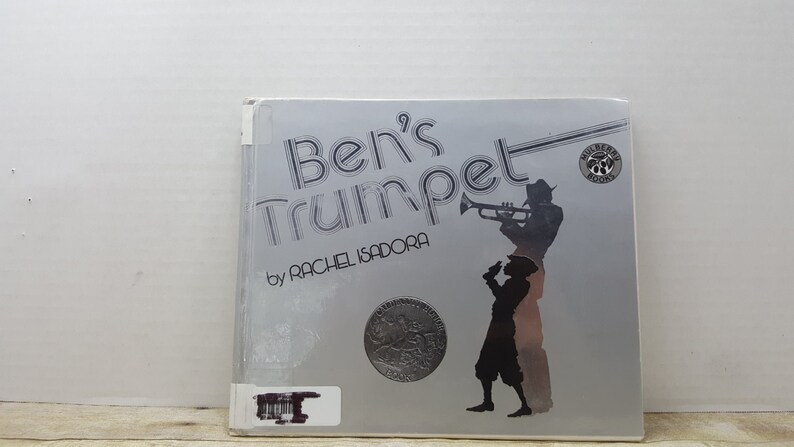 Ben's
Trumpet
by RACHEL ISADORA
MULBERRY
BOOKS